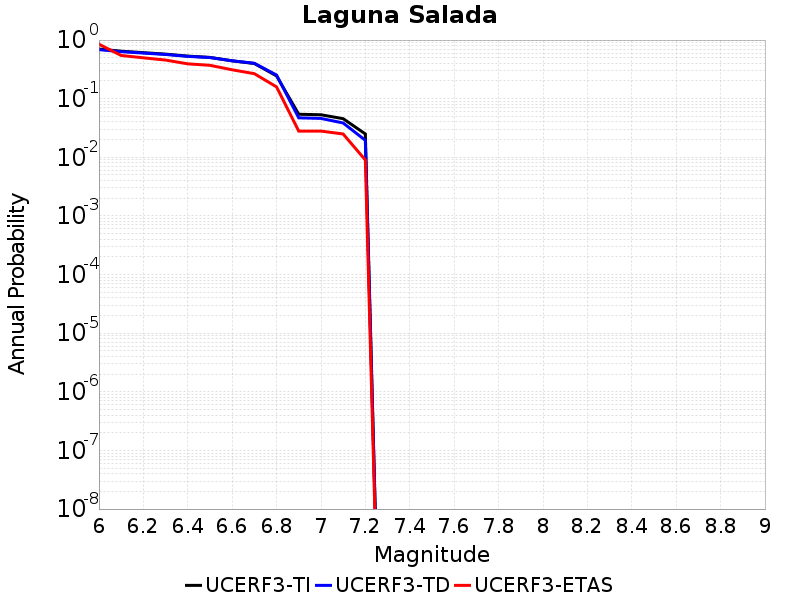 Laguna Salada
10^0
10^-1
10^-2
10^-3
10^-4
10^-5
10^-6
10^-7
10^-8
Annual Probability
6 6.2 6.4 6.6 6.8 7 7.2 7.4 7.6 7.8 8 8.2 8.4 8.6 8.8 9
Magnitude
UCERF3-TI UCERF3-TD UCERF3-ETAS